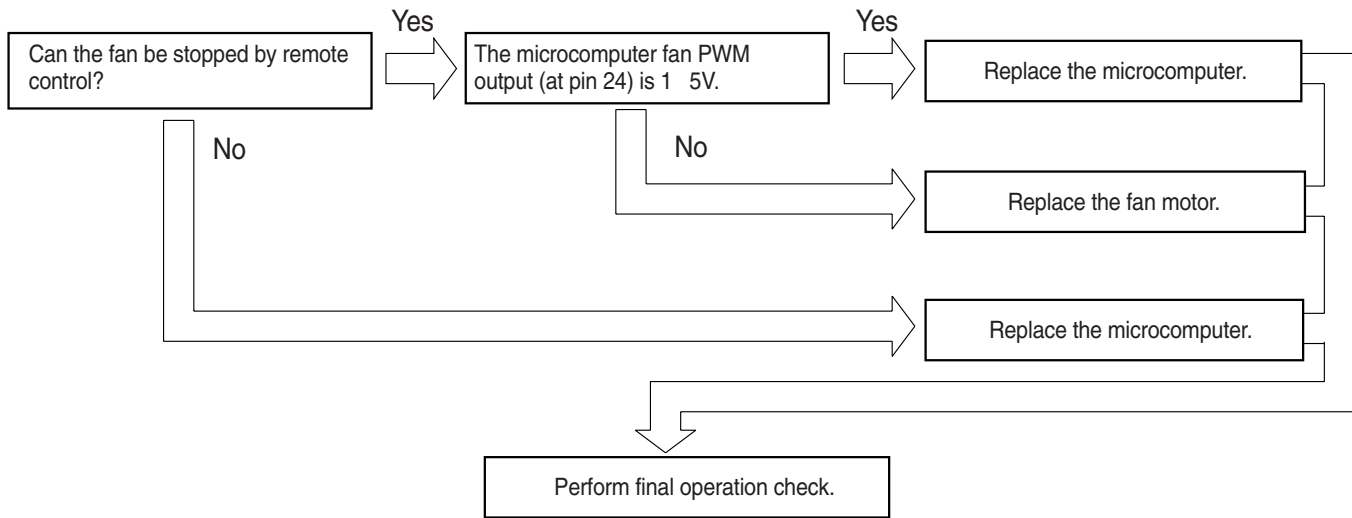 Can the fan be stopped by remote
control?
Yes
The microcomputer fan PWM
output (at pin 24) is 1 5V.
Yes
Replace the microcomputer.
No
No
Replace the fan motor.
Replace the microcomputer.
Perform final operation check.